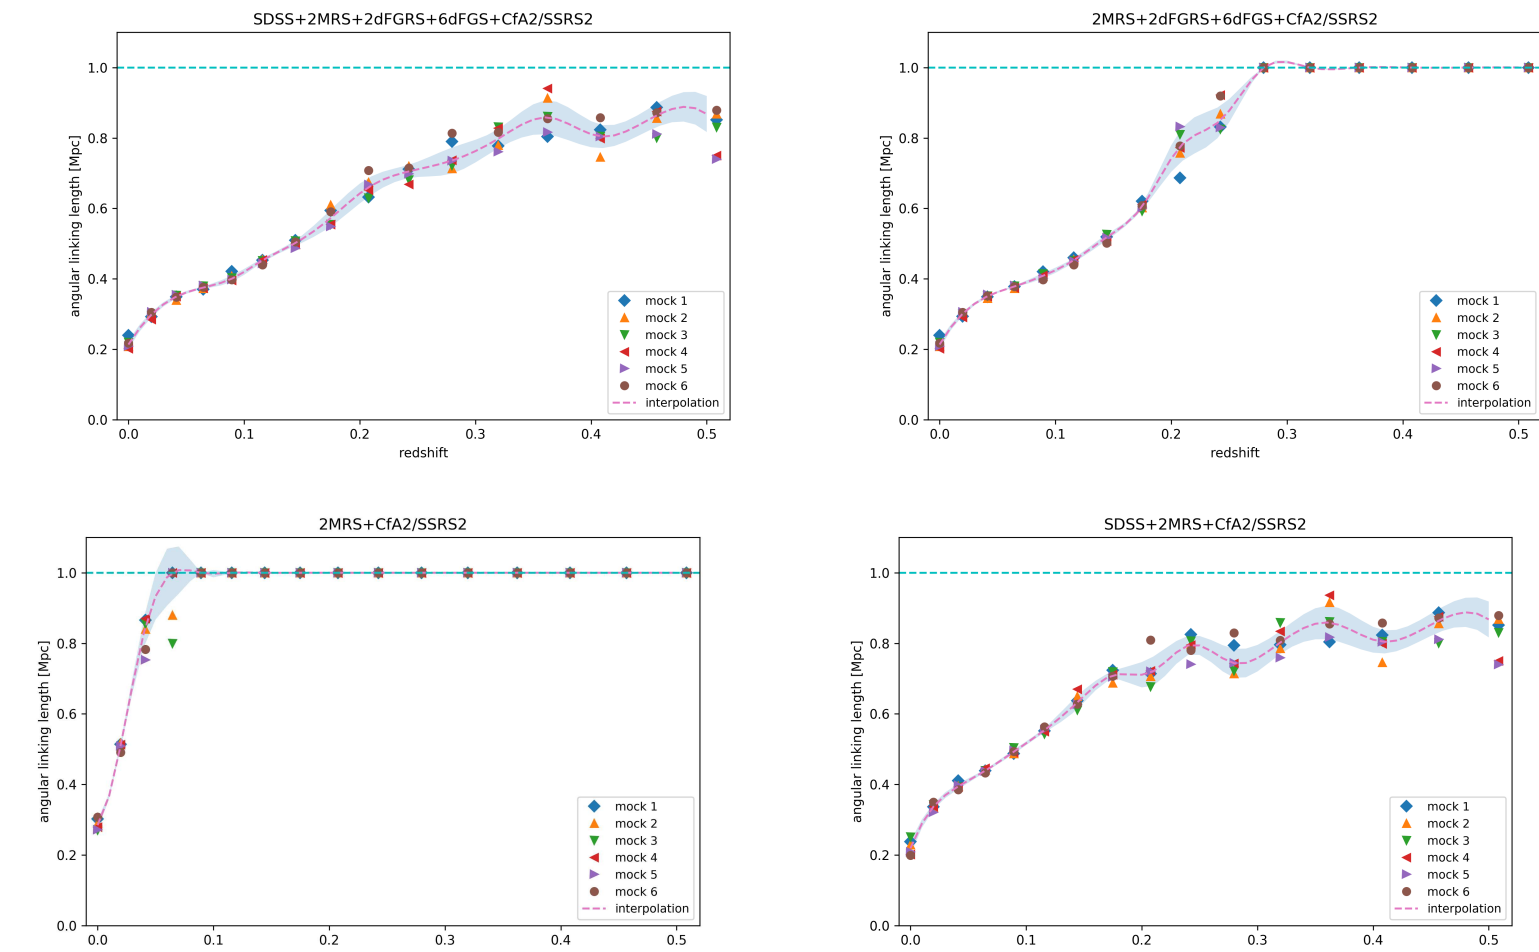 SDSS+2MRS+2dFGRS+6dFGS+CfA2/SSRS2
1.0
0.8
0.6
0.4
0.2
0.0
angular linking length [Mpc]
mock 1
mock 2
mock 3
mock 4
mock 5
mock 6
interpolation
0.0 0.1 0.2 0.3 0.4 0.5
redshift
2MRS+2dFGRS+6dFGS+CfA2/SSRS2
1.0
0.8
0.6
0.4
0.2
0.0
angular linking length [Mpc]
mock 1
mock 2
mock 3
mock 4
mock 5
mock 6
interpolation
0.0 0.1 0.2 0.3 0.4 0.5
redshift
2MRS+CfA2/SSRS2
1.0
0.8
0.6
0.4
0.2
0.0
angular linking length [Mpc]
mock 1
mock 2
mock 3
mock 4
mock 5
mock 6
interpolation
0.0 0.1 0.2 0.3 0.4 0.5
SDSS+2MRS+CfA2/SSRS2
1.0
0.8
0.6
0.4
0.2
0.0
angular linking length [Mpc]
mock 1
mock 2
mock 3
mock 4
mock 5
mock 6
interpolation
0.0 0.1 0.2 0.3 0.4 0.5